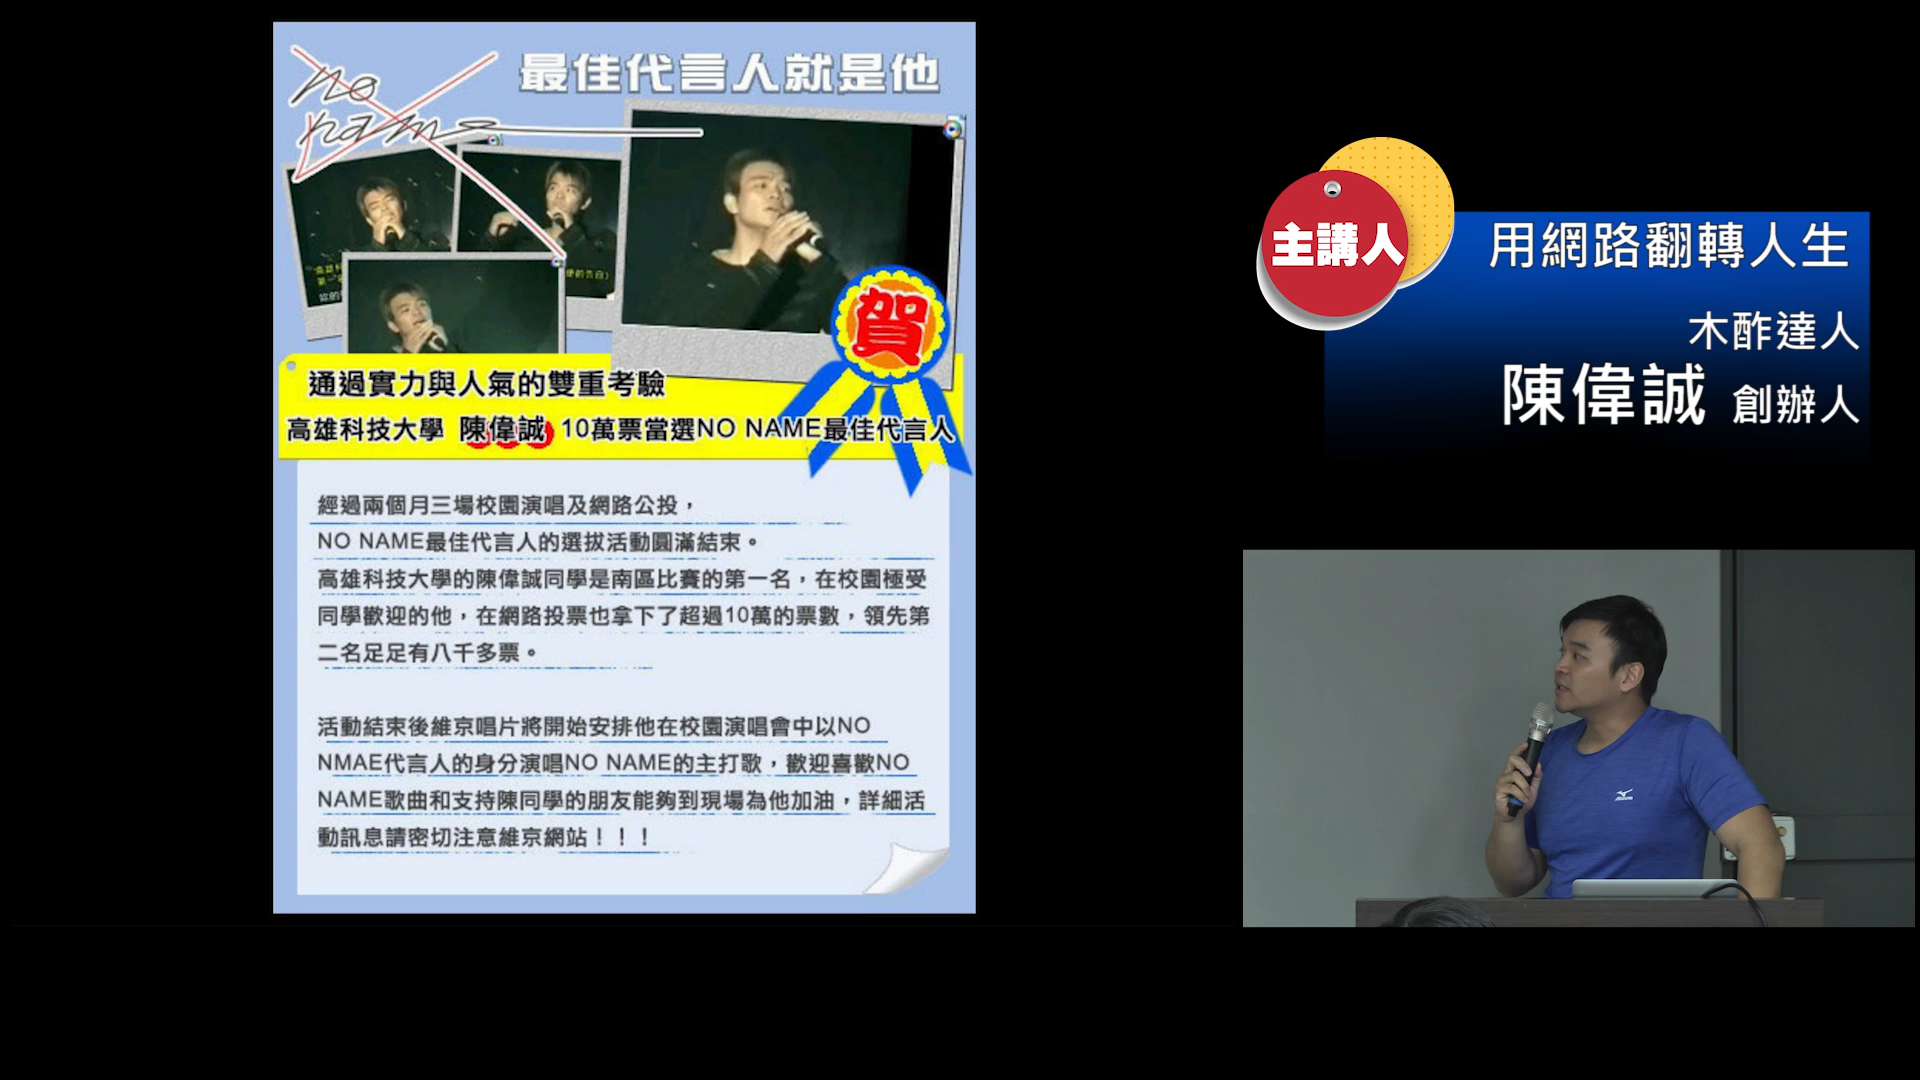 no
name
最佳代言人就是他
賀
通過實力與人氣的雙重考驗
高雄科技大學 陳偉誠 10萬票當選NO NAME最佳代言人
經過兩個月三場校園演唱及網路公投，
NO NAME最佳代言人的選拔活動圓滿結束。
高雄科技大學的陳偉誠同學是南區比賽的第一名，在校園極受
同學歡迎的他，在網路投票也拿下了超過10萬的票數，領先第
二名足足有八千多票。
活動結束後維京唱片將開始安排他在校園演唱會中以NO
NMAE代言人的身分演唱NO NAME的主打歌，歡迎喜歡NO
NAME歌曲和支持陳同學的朋友能夠到現場為他加油，詳細活
動訊息請密切注意維京網站！！！
主講人
用網路翻轉人生
木酢達人
陳偉誠 創辦人
MIZUNO